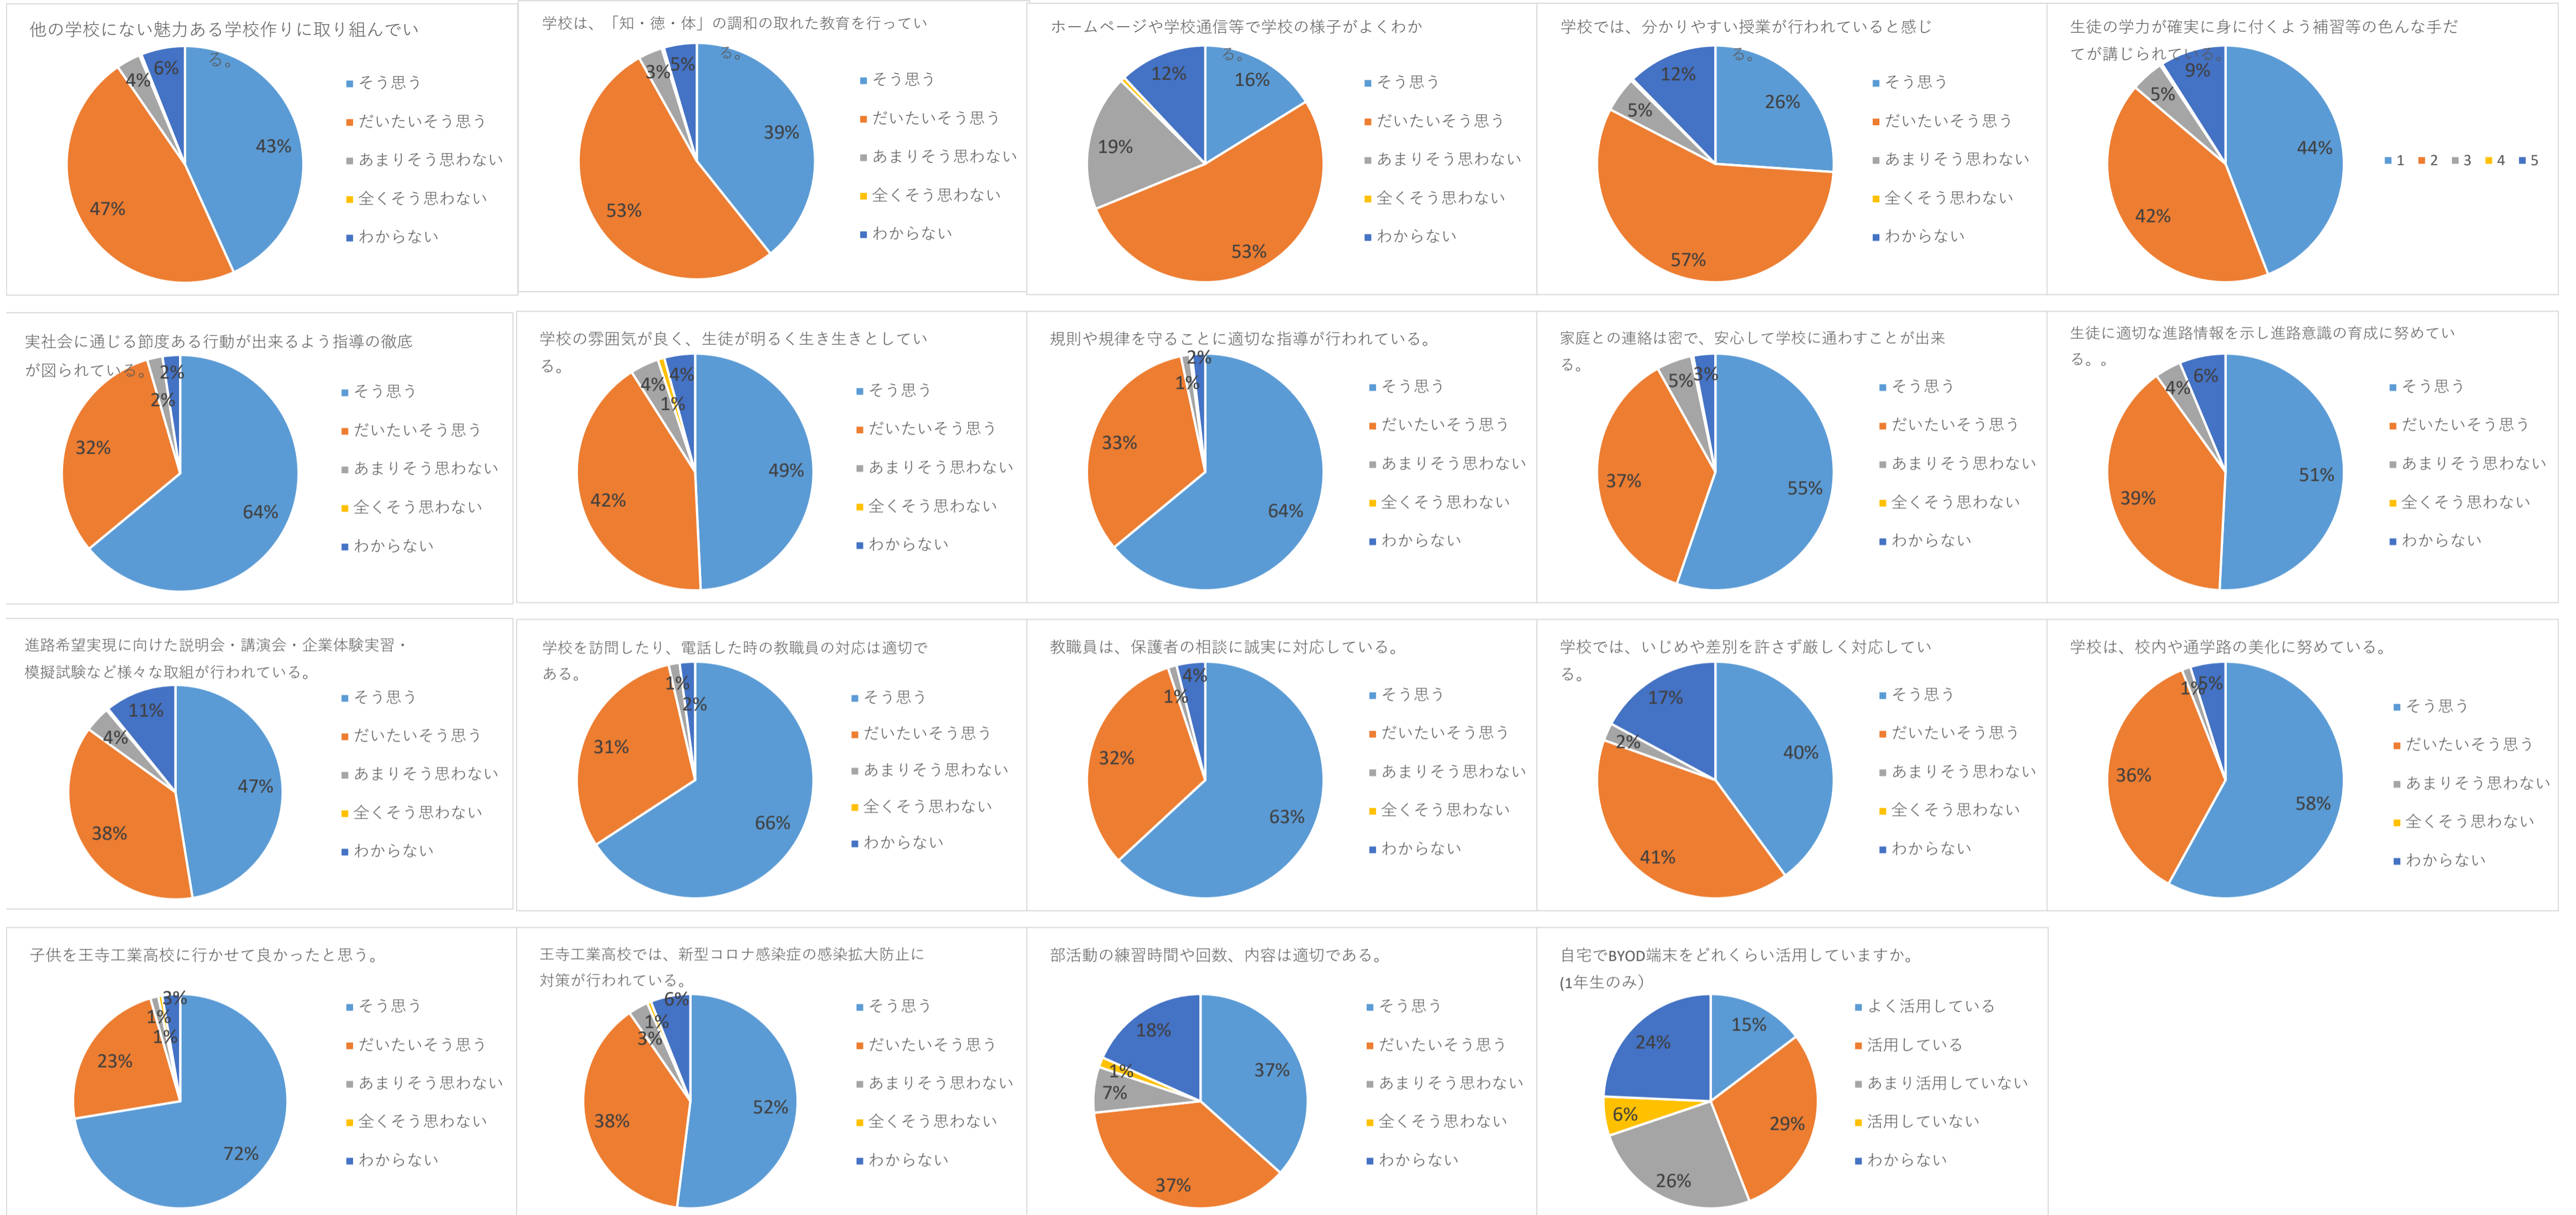 他の学校にない魅力ある学校作りに取り組んでい
る。
43%
47%
4%
6%
そう思う
だいたいそう思う
あまりそう思わない
全くそう思わない
わからない
学校は、「知・徳・体」の調和の取れた教育を行ってい
る。
39%
53%
3%
5%
そう思う
だいたいそう思う
あまりそう思わない
全くそう思わない
わからない
ホームページや学校通信等で学校の様子がよくわか
る。
16%
53%
19%
12%
そう思う
だいたいそう思う
あまりそう思わない
全くそう思わない
わからない
学校では、分かりやすい授業が行われていると感じ
る。
26%
57%
5%
12%
そう思う
だいたいそう思う
あまりそう思わない
全くそう思わない
わからない
生徒の学力が確実に身に付くよう補習等の色んな手だ
てが講じられている。
44%
42%
5%
9%
1 2 3 4 5
実社会に通じる節度ある行動が出来るよう指導の徹底
が図られている。
64%
32%
2%
2%
そう思う
だいたいそう思う
あまりそう思わない
全くそう思わない
わからない
学校の雰囲気が良く、生徒が明るく生き生きとしてい
る。
49%
42%
4%
1%
4%
そう思う
だいたいそう思う
あまりそう思わない
全くそう思わない
わからない
規則や規律を守ることに適切な指導が行われている。
64%
33%
1%
2%
そう思う
だいたいそう思う
あまりそう思わない
全くそう思わない
わからない
家庭との連絡は密で、安心して学校に通わすことが出来
る。
55%
37%
5%
3%
そう思う
だいたいそう思う
あまりそう思わない
全くそう思わない
わからない
生徒に適切な進路情報を示し進路意識の育成に努めてい
る。。
51%
39%
4%
6%
そう思う
だいたいそう思う
あまりそう思わない
全くそう思わない
わからない
進路希望実現に向けた説明会・講演会・企業体験実習・
模擬試験など様々な取組が行われている。
47%
38%
4%
11%
そう思う
だいたいそう思う
あまりそう思わない
全くそう思わない
わからない
学校を訪問したり、電話した時の教職員の対応は適切で
ある。
66%
31%
1%
2%
そう思う
だいたいそう思う
あまりそう思わない
全くそう思わない
わからない
教職員は、保護者の相談に誠実に対応している。
63%
32%
1%
4%
そう思う
だいたいそう思う
あまりそう思わない
全くそう思わない
わからない
学校では、いじめや差別を許さず厳しく対応してい
る。
40%
41%
2%
17%
そう思う
だいたいそう思う
あまりそう思わない
全くそう思わない
わからない
学校は、校内や通学路の美化に努めている。
58%
36%
1%
5%
そう思う
だいたいそう思う
あまりそう思わない
全くそう思わない
わからない
子供を王寺工業高校に行かせて良かったと思う。
72%
23%
1%
1%
3%
そう思う
だいたいそう思う
あまりそう思わない
全くそう思わない
わからない
王寺工業高校では、新型コロナ感染症の感染拡大防止に
対策が行われている。
52%
38%
3%
1%
6%
そう思う
だいたいそう思う
あまりそう思わない
全くそう思わない
わからない
部活動の練習時間や回数、内容は適切である。
37%
37%
7%
1%
18%
そう思う
だいたいそう思う
あまりそう思わない
全くそう思わない
わからない
自宅でBYOD端末をどれくらい活用していますか。
(1年生のみ）
15%
29%
26%
6%
24%
よく活用している
活用している
あまり活用していない
活用していない
わからない